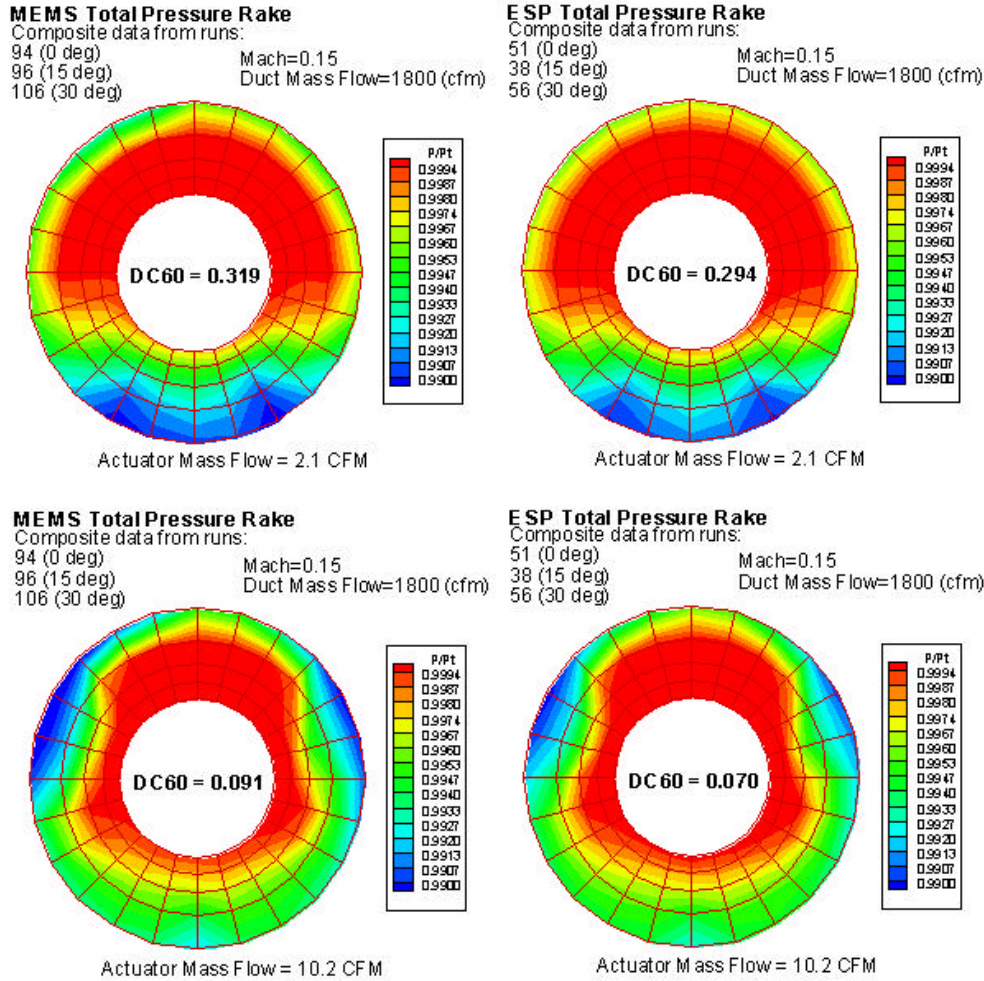 MEMS Total Pressure Rake
Composite data from runs:
94 (0 deg)
96 (15 deg)
106 (30 deg)
Mach=0.15
Duct Mass Flow=1800 (cfm)
P/Pt
0.9994
0.9987
0.9980
0.9974
0.9967
0.9960
0.9953
0.9947
0.9940
0.9933
0.9927
0.9920
0.9913
0.9907
0.9900
DC60 = 0.319
Actuator Mass Flow = 2.1 CFM
ESP Total Pressure Rake
Composite data from runs:
51 (0 deg)
38 (15 deg)
56 (30 deg)
Mach=0.15
Duct Mass Flow=1800 (cfm)
P/Pt
0.9994
0.9987
0.9980
0.9974
0.9967
0.9960
0.9953
0.9947
0.9940
0.9933
0.9927
0.9920
0.9913
0.9907
0.9900
DC60 = 0.294
Actuator Mass Flow = 2.1 CFM
MEMS Total Pressure Rake
Composite data from runs:
94 (0 deg)
96 (15 deg)
106 (30 deg)
Mach=0.15
Duct Mass Flow=1800 (cfm)
P/Pt
0.9994
0.9987
0.9980
0.9974
0.9967
0.9960
0.9953
0.9947
0.9940
0.9933
0.9927
0.9920
0.9913
0.9907
0.9900
DC60 = 0.091
Actuator Mass Flow = 10.2 CFM
ESP Total Pressure Rake
Composite data from runs:
51 (0 deg)
38 (15 deg)
56 (30 deg)
Mach=0.15
Duct Mass Flow=1800 (cfm)
P/Pt
0.9994
0.9987
0.9980
0.9974
0.9967
0.9960
0.9953
0.9947
0.9940
0.9933
0.9927
0.9920
0.9913
0.9907
0.9900
DC60 = 0.070
Actuator Mass Flow = 10.2 CFM